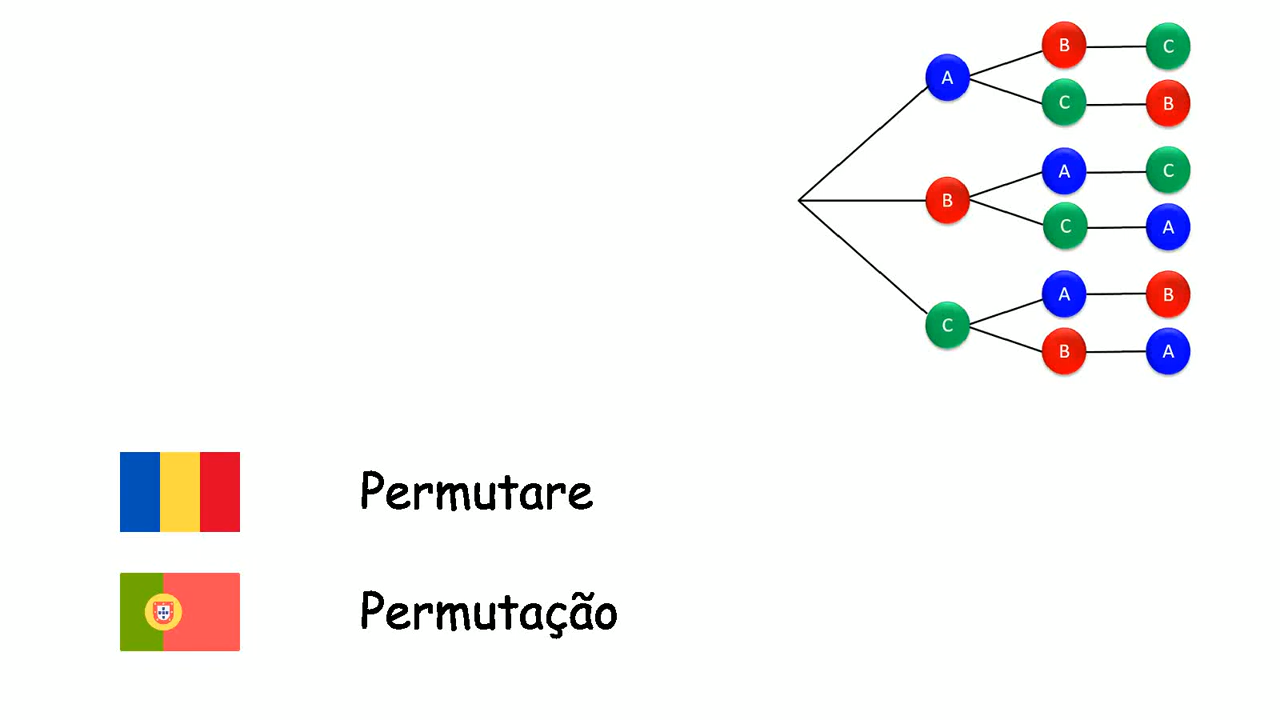 B C
A
C B
A C
B
C A
A B
C
B A
Permutare
Permutação